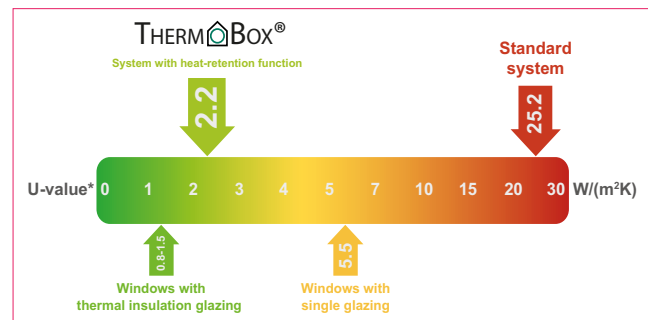 THERMBOX®
System with heat-retention function
Standard
system
2.2
25.2
U-value* 0 1 2 3 4 5 7 10 15 20 30 W/(m²K)
0.8-1.5
5.5
Windows with
thermal insulation glazing
Windows with
single glazing